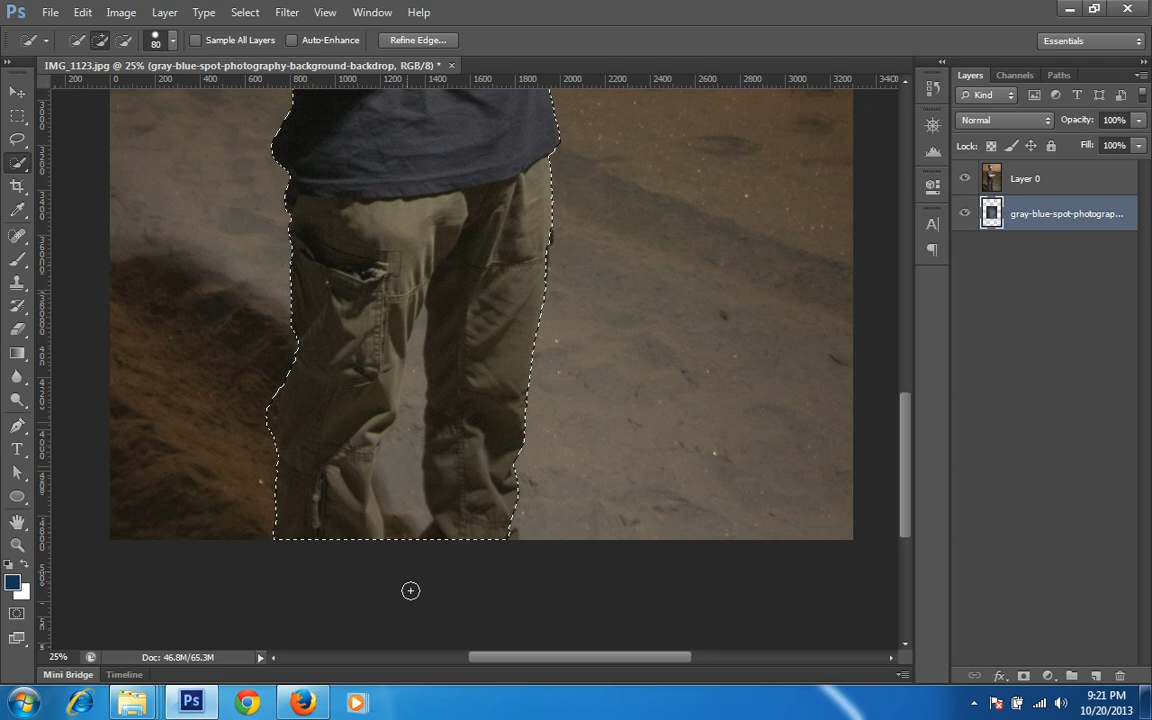 Ps File Edit Image Layer Type Select Filter View Window Help
80 Sample All Layers Auto-Enhance Refine Edge... Essentials
IMG_1123.jpg @ 25% (gray-blue-spot-photography-background-backdrop, RGB/8) * ×
200 0 200 400 600 800 1000 1200 1400 1600 1800 2000 2200 2400 2600 2800 3000 3200 3400
Layers Channels Paths
Kind
Normal Opacity: 100%
Lock: Fill: 100%
Layer 0
gray-blue-spot-photograp...
25% Doc: 46.8M/65.3M
Mini Bridge Timeline
Ps
9:21 PM
10/20/2013